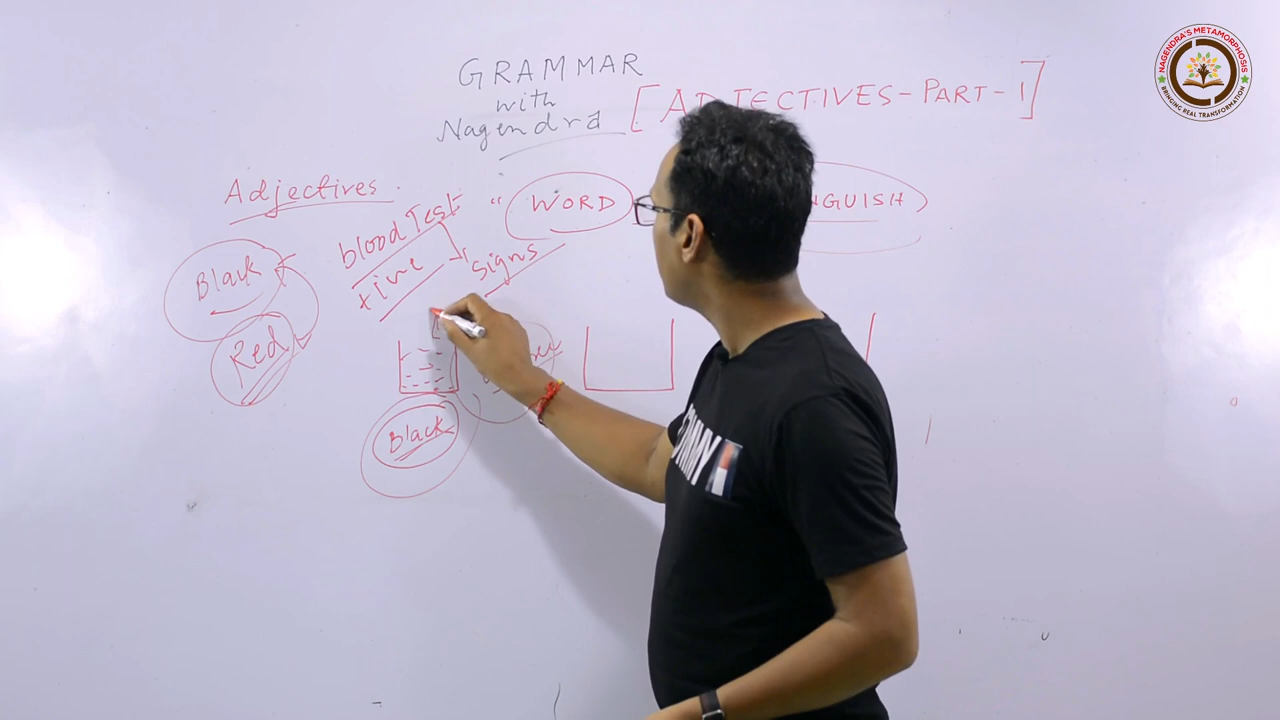 GRAMMAR
with
Nagendra
[ADJECTIVES-PART-1]
Adjectives.
blood Test
+ive
Signs
"WORD
NGUISH
Black
Red
Black
NAGENDRA'S METAMORPHOSIS
BRINGING REAL TRANSFORMATION